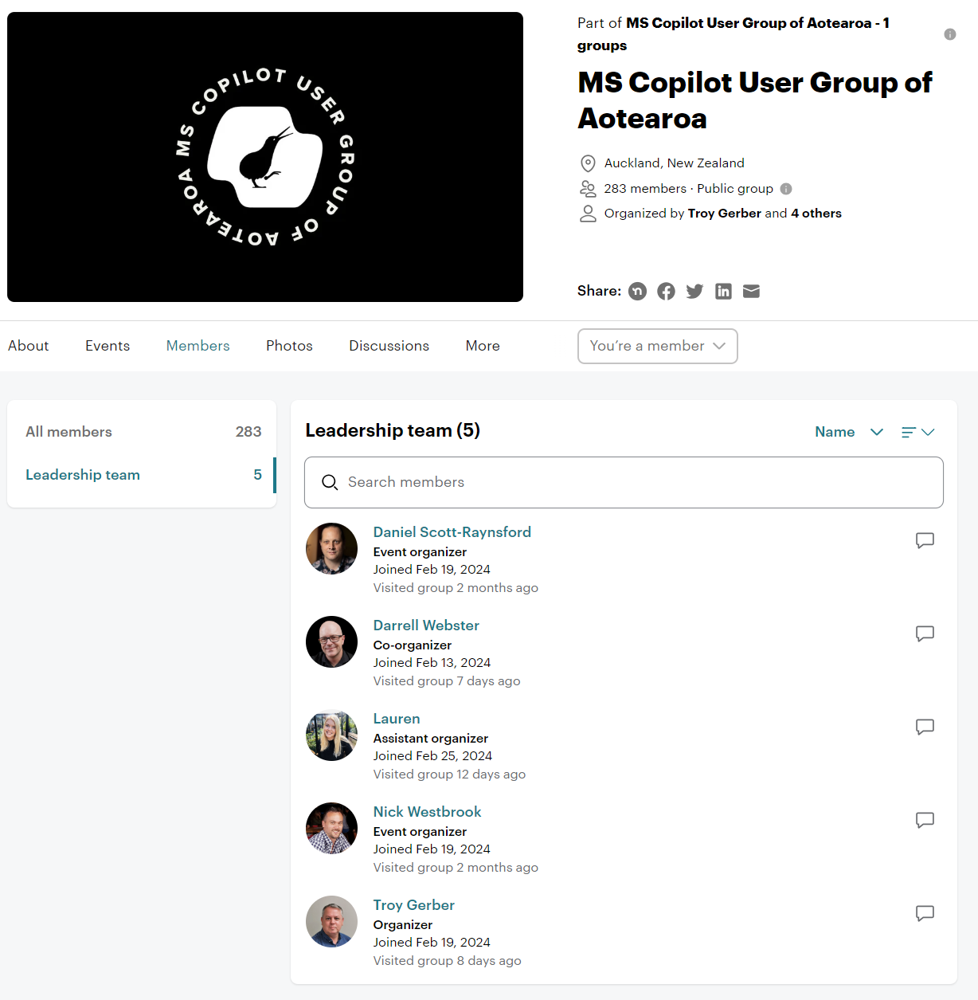 MS COPILOT USER GROUP OF AOTEAROA
Part of MS Copilot User Group of Aotearoa - 1
groups
MS Copilot User Group of
Aotearoa
Auckland, New Zealand
283 members · Public group
Organized by Troy Gerber and 4 others
Share:
About Events Members Photos Discussions More
You’re a member
All members 283
Leadership team 5
Leadership team (5)
Name
Search members
Daniel Scott-Raynsford
Event organizer
Joined Feb 19, 2024
Visited group 2 months ago
Darrell Webster
Co-organizer
Joined Feb 13, 2024
Visited group 7 days ago
Lauren
Assistant organizer
Joined Feb 25, 2024
Visited group 12 days ago
Nick Westbrook
Event organizer
Joined Feb 19, 2024
Visited group 2 months ago
Troy Gerber
Organizer
Joined Feb 19, 2024
Visited group 8 days ago